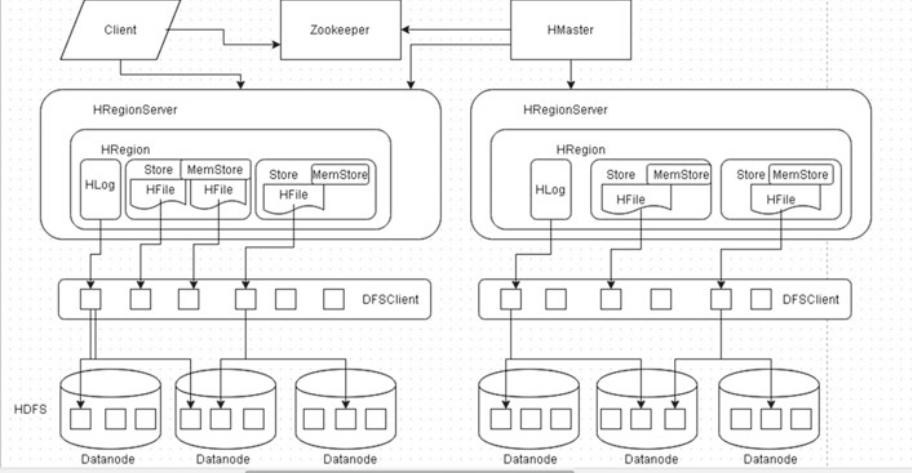 Client
Zookeeper
HMaster
HRegionServer
HRegion
HLog
Store
MemStore
HFile
HFile
Store
MemStore
HFile
HRegionServer
HRegion
HLog
Store
MemStore
HFile
Store
MemStore
HFile
DFSClient
DFSClient
HDFS
Datanode
Datanode
Datanode
Datanode
Datanode
Datanode